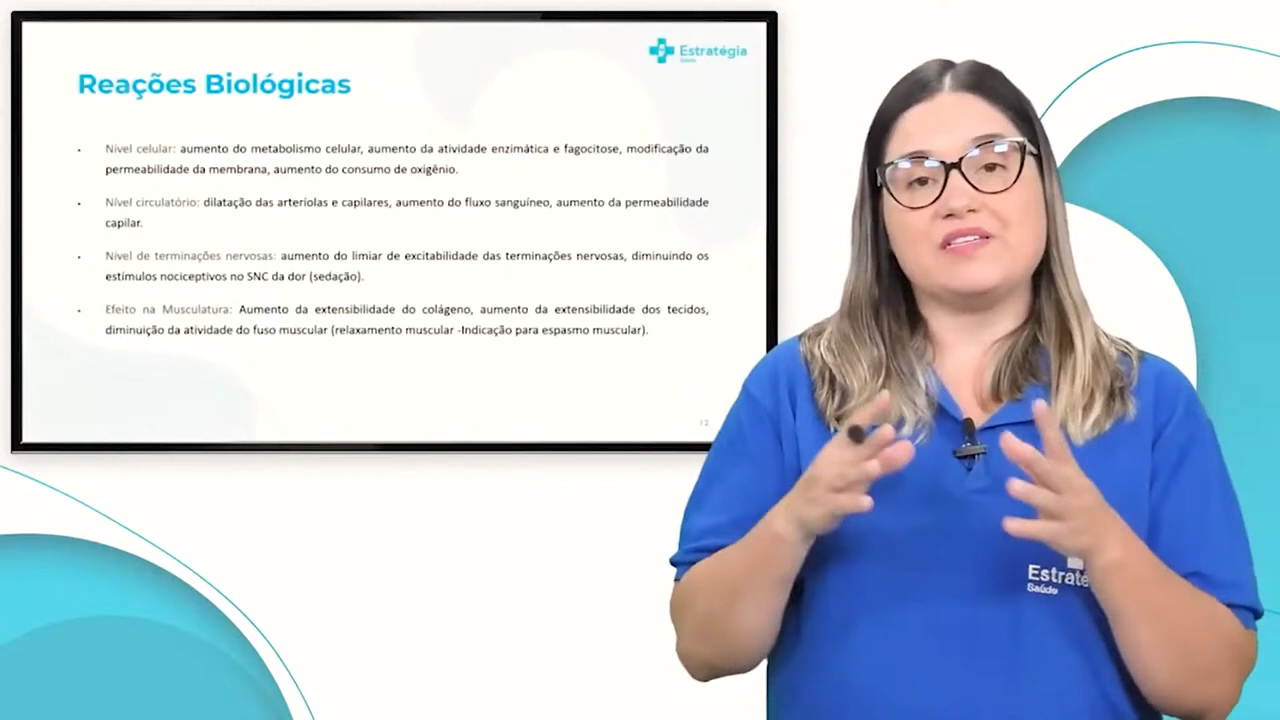 Estratégia
Saúde
Reações Biológicas
Nível celular: aumento do metabolismo celular, aumento da atividade enzimática e fagocitose, modificação da
permeabilidade da membrana, aumento do consumo de oxigênio.
Nível circulatório: dilatação das arteríolas e capilares, aumento do fluxo sanguíneo, aumento da permeabilidade
capilar.
Nível de terminações nervosas: aumento do limiar de excitabilidade das terminações nervosas, diminuindo os
estímulos nociceptivos no SNC da dor (sedação).
Efeito na Musculatura: Aumento da extensibilidade do colágeno, aumento da extensibilidade dos tecidos,
diminuição da atividade do fuso muscular (relaxamento muscular -Indicação para espasmo muscular).
12
Estraté
Saúde